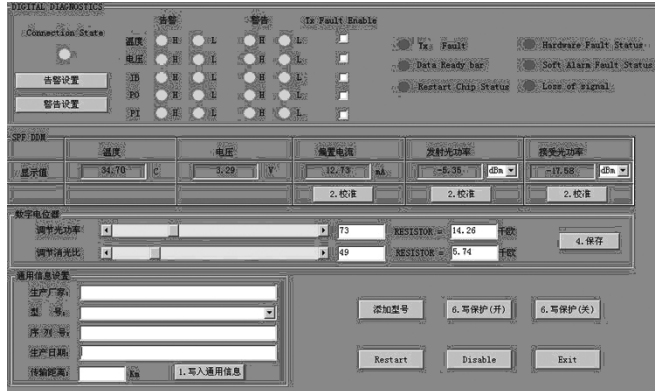 DIGITAL DIAGNOSTICS
告警 警告 Tx Fault Enable
Connection State
温度 H L H L
Tx Fault Hardware Fault Status
电压 H L H L
Data Ready bar Soft Alarm Fault Status
告警设置 IB H L H L
Restart Chip Status Loss of signal
警告设置 PO H L H L
PI H L H L
SPF DDM
温度 电压 偏置电流 发射光功率 接受光功率
显示值 34.70 C 3.29 V 12.73 mA -5.35 dBm -17.58 dBm
2.校准 2.校准 2.校准
数字电位器
调节光功率 73 RESISTOR = 14.26 千欧
4.保存
调节消光比 49 RESISTOR = 5.74 千欧
通用信息设置
生产厂家:
型 号: 添加型号 6.写保护(开) 6.写保护(关)
序 列 号:
生产日期:
Restart Disable Exit
传输距离: Km 1.写入通用信息